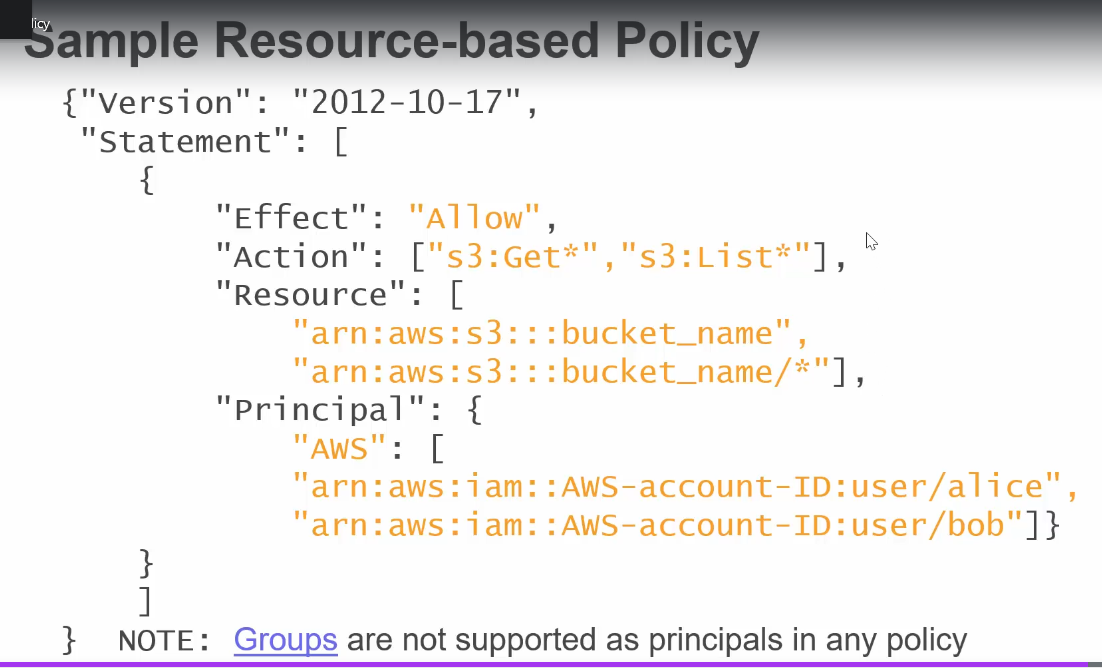 licy
Sample Resource-based Policy
{"Version": "2012-10-17",
"Statement": [
{
"Effect": "Allow",
"Action": ["s3:Get*","s3:List*"],
"Resource": [
"arn:aws:s3:::bucket_name",
"arn:aws:s3:::bucket_name/*"],
"Principal": {
"AWS": [
"arn:aws:iam::AWS-account-ID:user/alice",
"arn:aws:iam::AWS-account-ID:user/bob"]}
}
]
} NOTE: Groups are not supported as principals in any policy